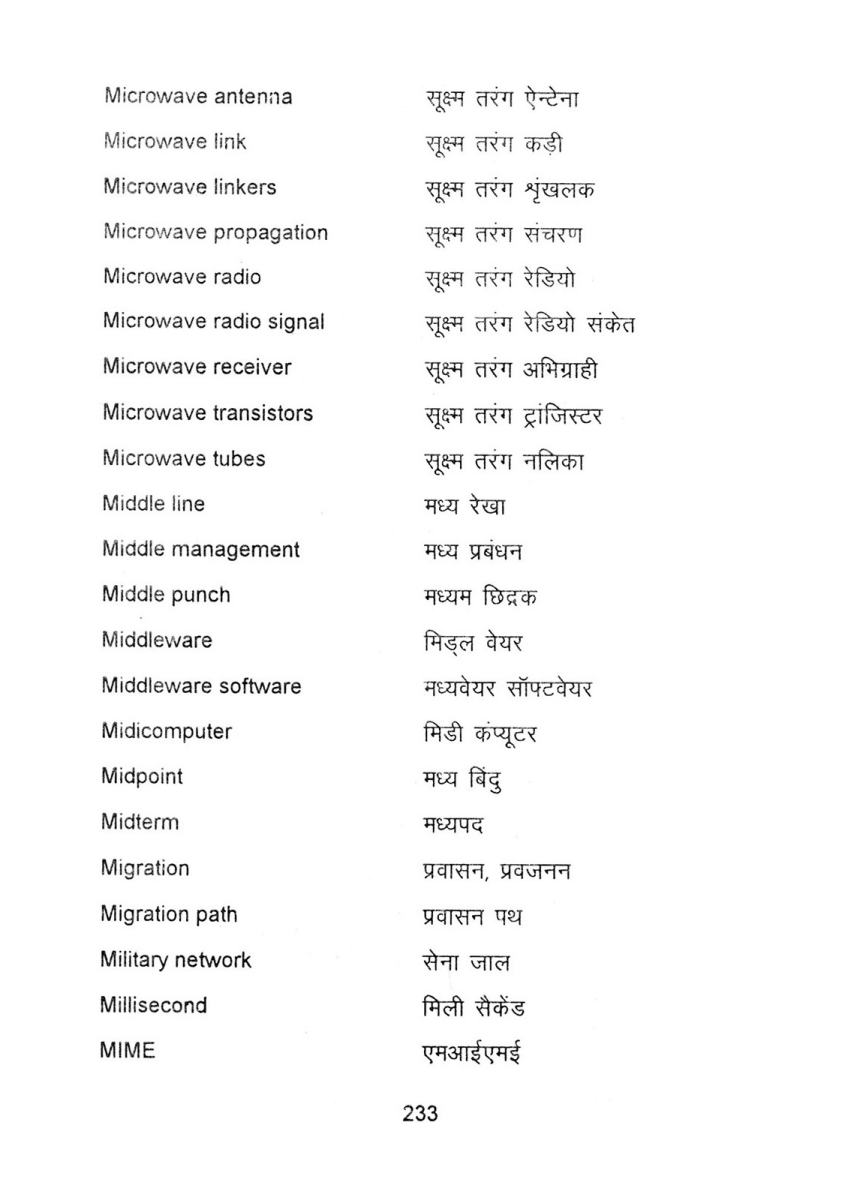 Microwave antenna सूक्ष्म तरंग ऐन्टेना
Microwave link सूक्ष्म तरंग कड़ी
Microwave linkers सूक्ष्म तरंग शृंखलक
Microwave propagation सूक्ष्म तरंग संचरण
Microwave radio सूक्ष्म तरंग रेडियो
Microwave radio signal सूक्ष्म तरंग रेडियो संकेत
Microwave receiver सूक्ष्म तरंग अभिग्राही
Microwave transistors सूक्ष्म तरंग ट्रांजिस्टर
Microwave tubes सूक्ष्म तरंग नलिका
Middle line मध्य रेखा
Middle management मध्य प्रबंधन
Middle punch मध्यम छिद्रक
Middleware मिड्ल वेयर
Middleware software मध्यवेयर सॉफ्टवेयर
Midicomputer मिडी कंप्यूटर
Midpoint मध्य बिंदु
Midterm मध्यपद
Migration प्रवासन, प्रवजनन
Migration path प्रवासन पथ
Military network सेना जाल
Millisecond मिली सैकेंड
MIME एमआईएमई
233